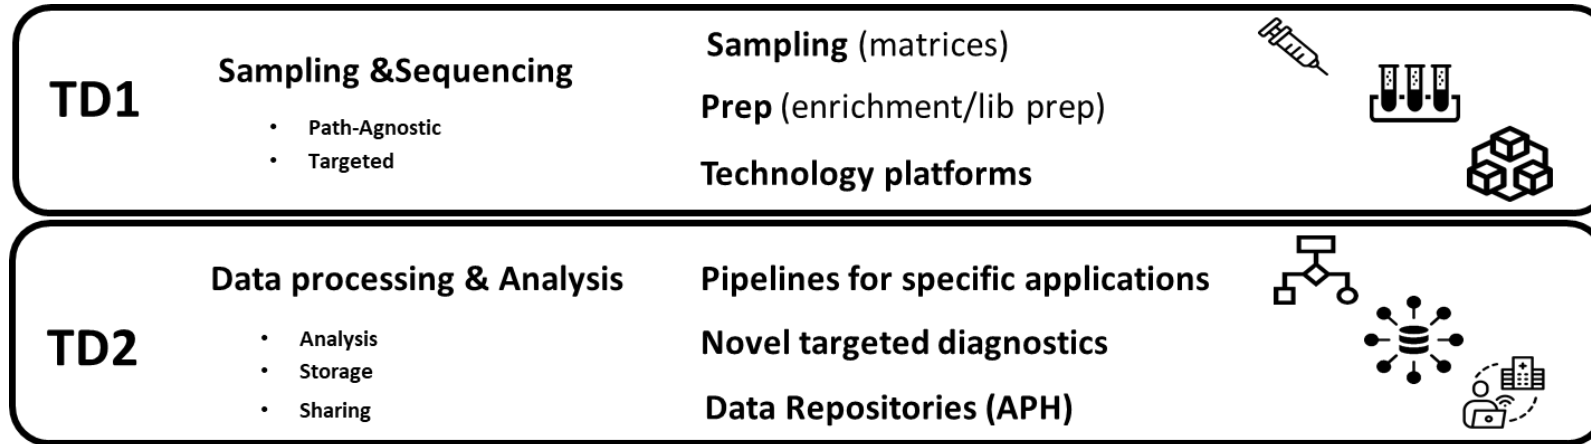 TD1
Sampling &Sequencing
• Path-Agnostic
• Targeted
Sampling (matrices)
Prep (enrichment/lib prep)
Technology platforms
TD2
Data processing & Analysis
• Analysis
• Storage
• Sharing
Pipelines for specific applications
Novel targeted diagnostics
Data Repositories (APH)